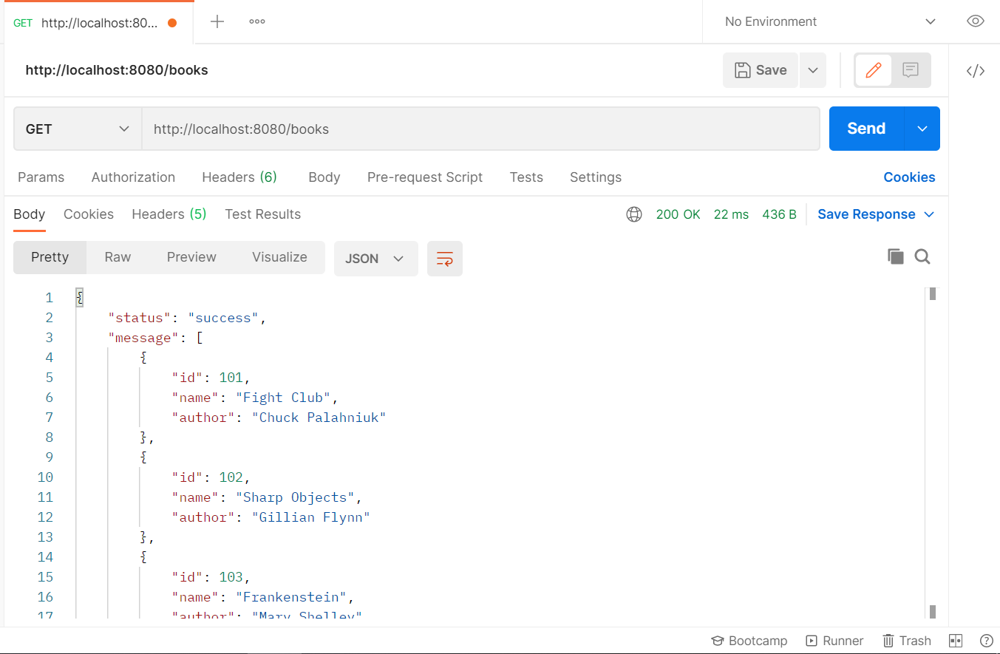 GET http://localhost:80...
No Environment
http://localhost:8080/books
Save
GET http://localhost:8080/books
Send
Params Authorization Headers (6) Body Pre-request Script Tests Settings Cookies
Body Cookies Headers (5) Test Results 200 OK 22 ms 436 B Save Response
Pretty Raw Preview Visualize JSON
1 {
2 "status": "success",
3 "message": [
4 {
5 "id": 101,
6 "name": "Fight Club",
7 "author": "Chuck Palahniuk"
8 },
9 {
10 "id": 102,
11 "name": "Sharp Objects",
12 "author": "Gillian Flynn"
13 },
14 {
15 "id": 103,
16 "name": "Frankenstein",
17 "author": "Mary Shelley"
Bootcamp Runner Trash